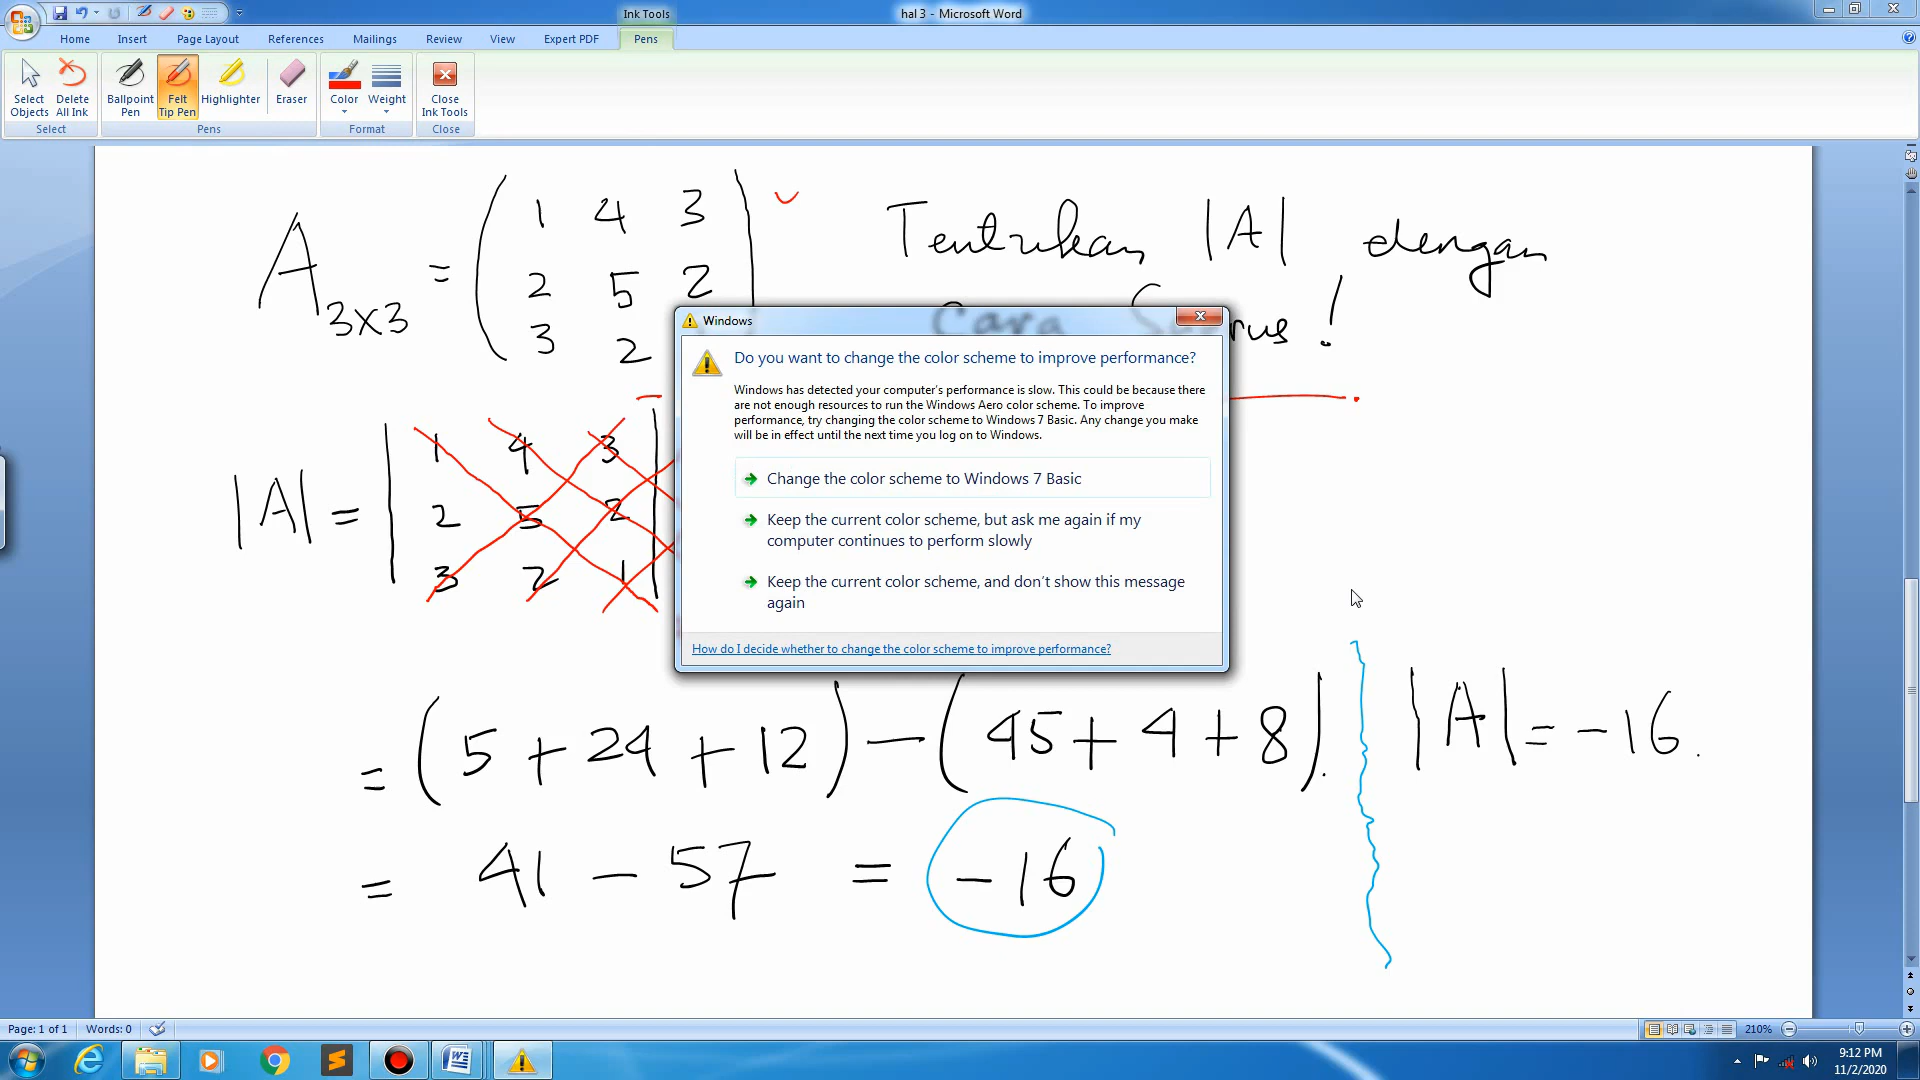 Ink Tools
hal 3 - Microsoft Word
Home Insert Page Layout References Mailings Review View Expert PDF Pens
Select Objects
Delete All Ink
Ballpoint Pen
Felt Tip Pen
Highlighter
Eraser
Color
Weight
Close Ink Tools
Select Pens Format Close
A3x3 = ( 1 4 3
2 5 2
3 2
Tentukan |A| dengan
Cara
rus !
|A| = | 1 4 3 |
2 5 2
3 2 1
Windows
Do you want to change the color scheme to improve performance?
Windows has detected your computer's performance is slow. This could be because there
are not enough resources to run the Windows Aero color scheme. To improve
performance, try changing the color scheme to Windows 7 Basic. Any change you make
will be in effect until the next time you log on to Windows.
Change the color scheme to Windows 7 Basic
Keep the current color scheme, but ask me again if my
computer continues to perform slowly
Keep the current color scheme, and don't show this message
again
How do I decide whether to change the color scheme to improve performance?
= (5 + 24 + 12) - (45 + 4 + 8).
|A| = -16.
= 41 - 57 = -16
Page: 1 of 1 Words: 0
210%
9:12 PM
11/2/2020